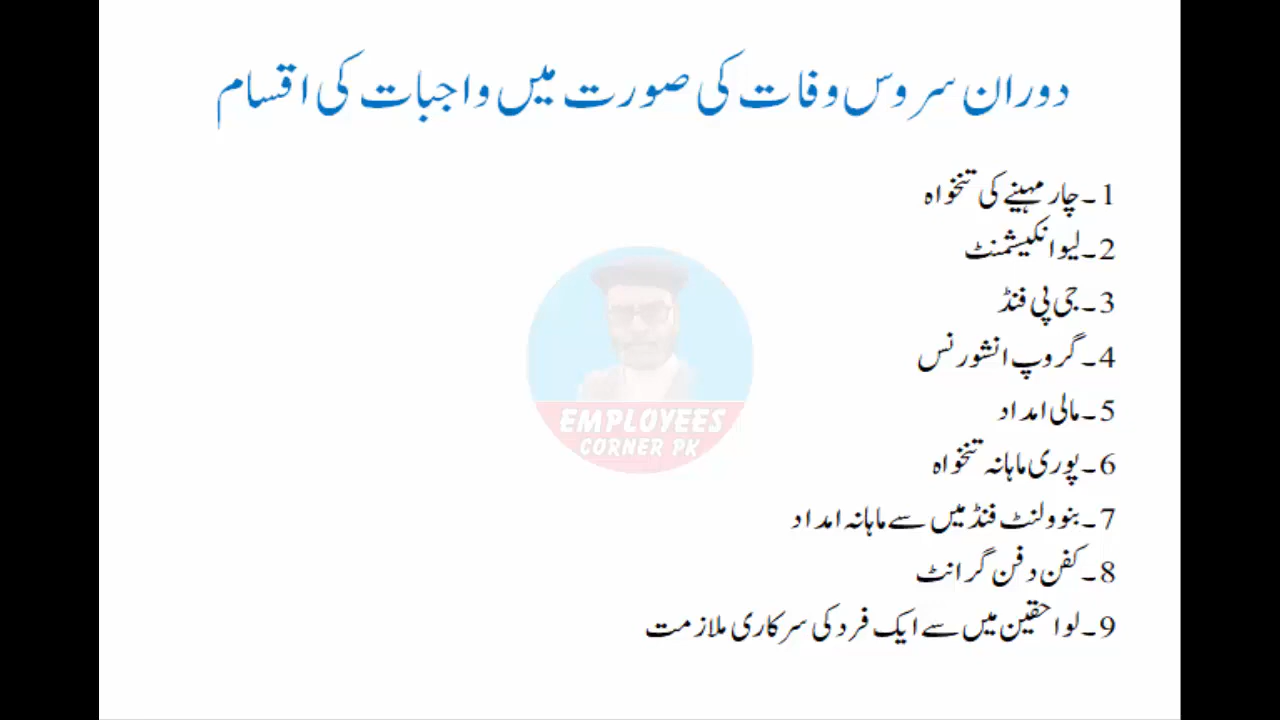 دوران سروس وفات کی صورت میں واجبات کی اقسام
1۔چار مہینے کی تنخواہ
2۔لیوانکیشمنٹ
3۔جی پی فنڈ
4۔گروپ انشورنس
5۔مالی امداد
6۔پوری ماہانہ تنخواہ
7۔بنوولنٹ فنڈ میں سے ماہانہ امداد
8۔کفن دفن گرانٹ
9۔لواحقین میں سے ایک فرد کی سرکاری ملازمت
EMPLOYEES
CORNER PK